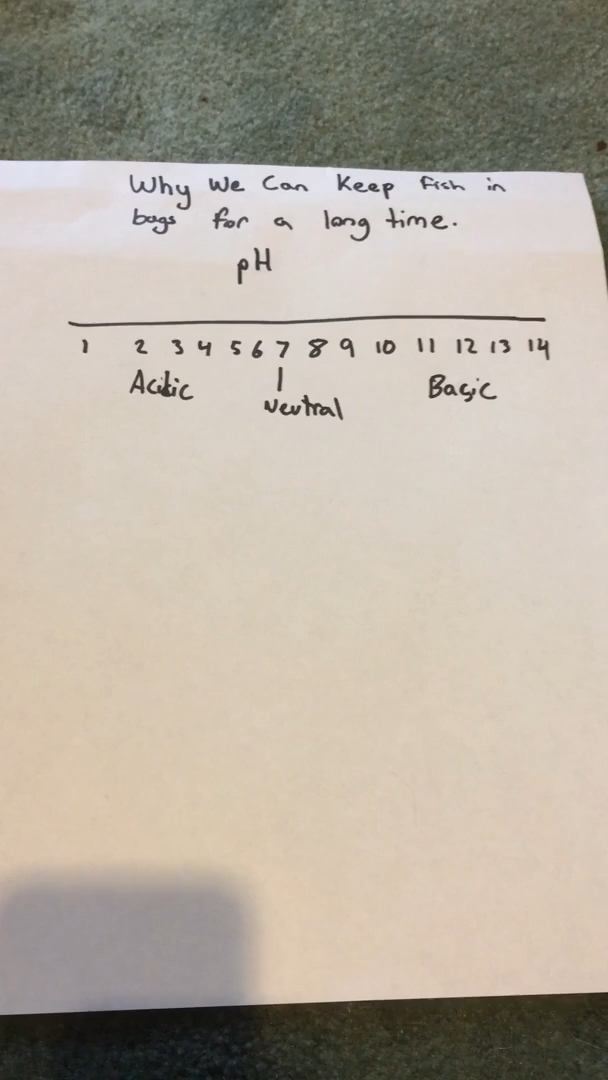 Why We Can Keep fish in
bags for a long time.
pH
1 2 3 4 5 6 7 8 9 10 11 12 13 14
Acidic Basic
Neutral